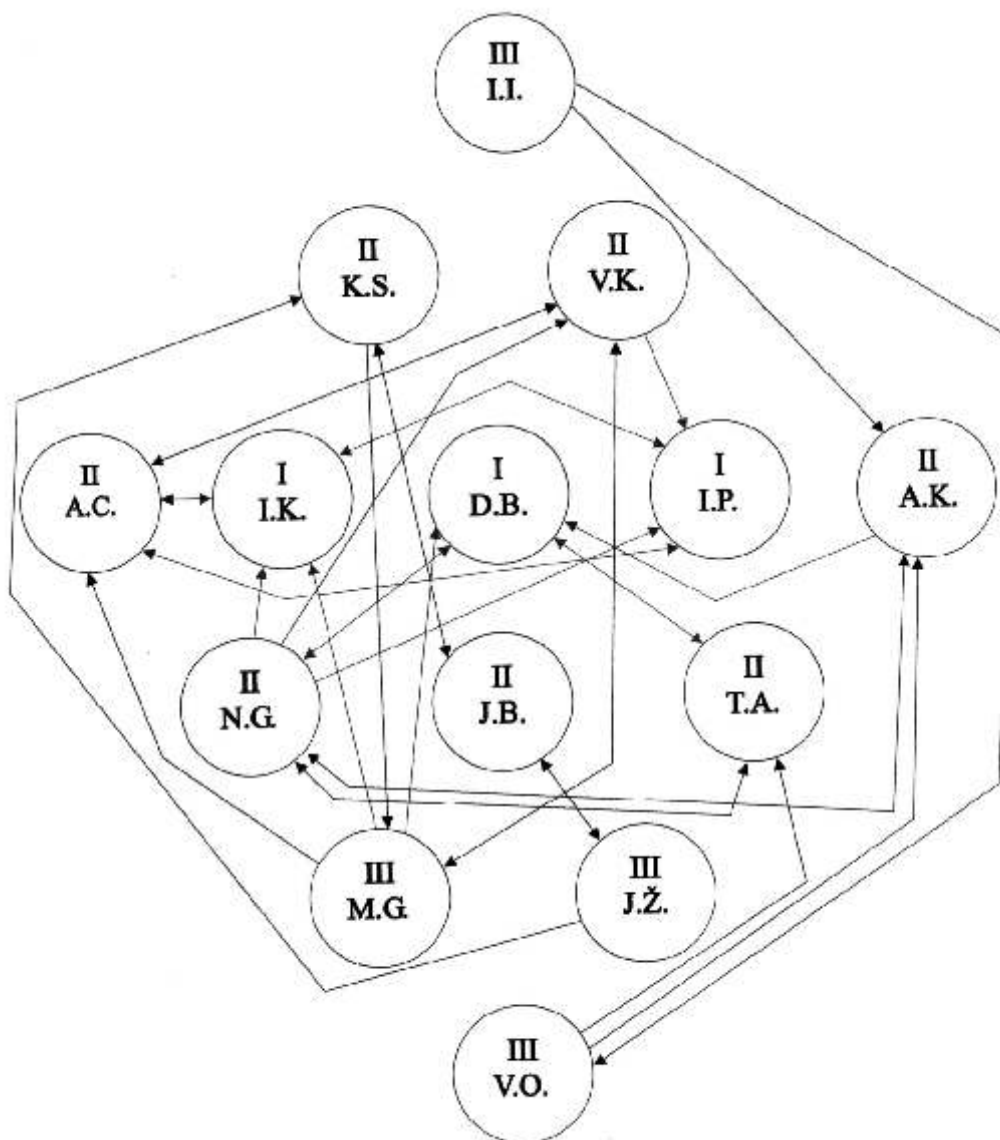 III
I.I.
II
K.S.
II
V.K.
II
A.C.
I
I.K.
I
D.B.
I
I.P.
II
A.K.
II
N.G.
II
J.B.
II
T.A.
III
M.G.
III
J.Ž.
III
V.O.